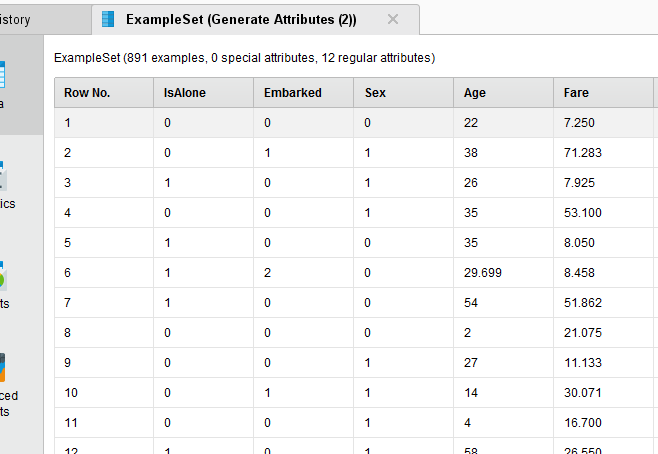 istory
ExampleSet (Generate Attributes (2))
ExampleSet (891 examples, 0 special attributes, 12 regular attributes)
a
Row No. IsAlone Embarked Sex Age Fare
1 0 0 0 22 7.250
2 0 1 1 38 71.283
3 1 0 1 26 7.925
ics
4 0 0 1 35 53.100
5 1 0 0 35 8.050
6 1 2 0 29.699 8.458
ts
7 1 0 0 54 51.862
8 0 0 0 2 21.075
9 0 0 1 27 11.133
10 0 1 1 14 30.071
ced
ts
11 0 0 1 4 16.700
12 1 0 1 58 26.550